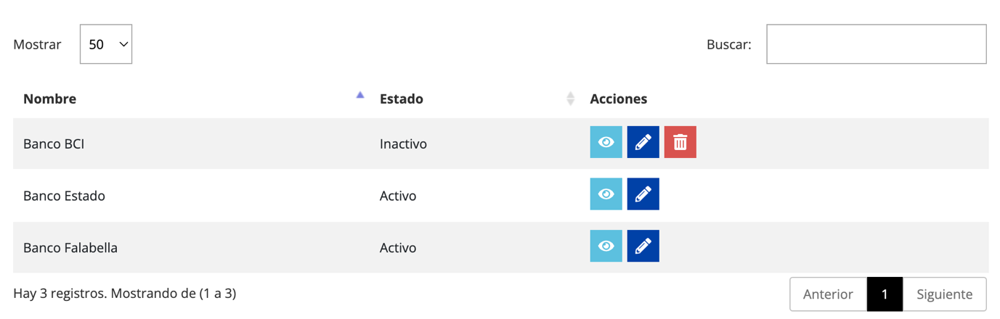 Mostrar 50 Buscar:
Nombre Estado Acciones
Banco BCI Inactivo
Banco Estado Activo
Banco Falabella Activo
Hay 3 registros. Mostrando de (1 a 3) Anterior 1 Siguiente